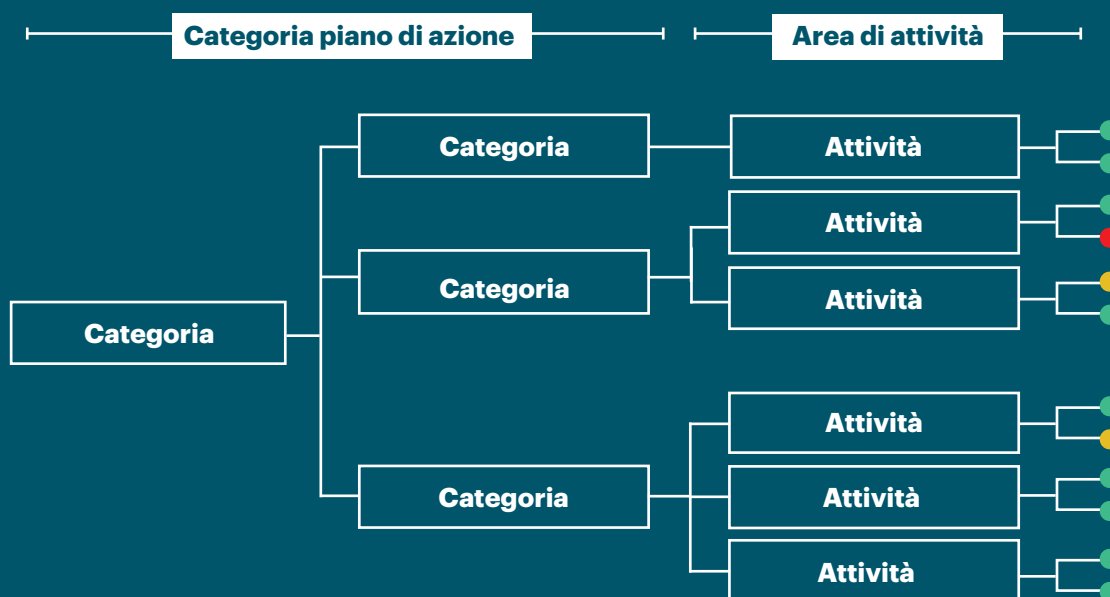 Categoria piano di azione
Area di attività
Categoria
Attività
Attività
Categoria
Attività
Categoria
Attività
Categoria
Attività
Attività